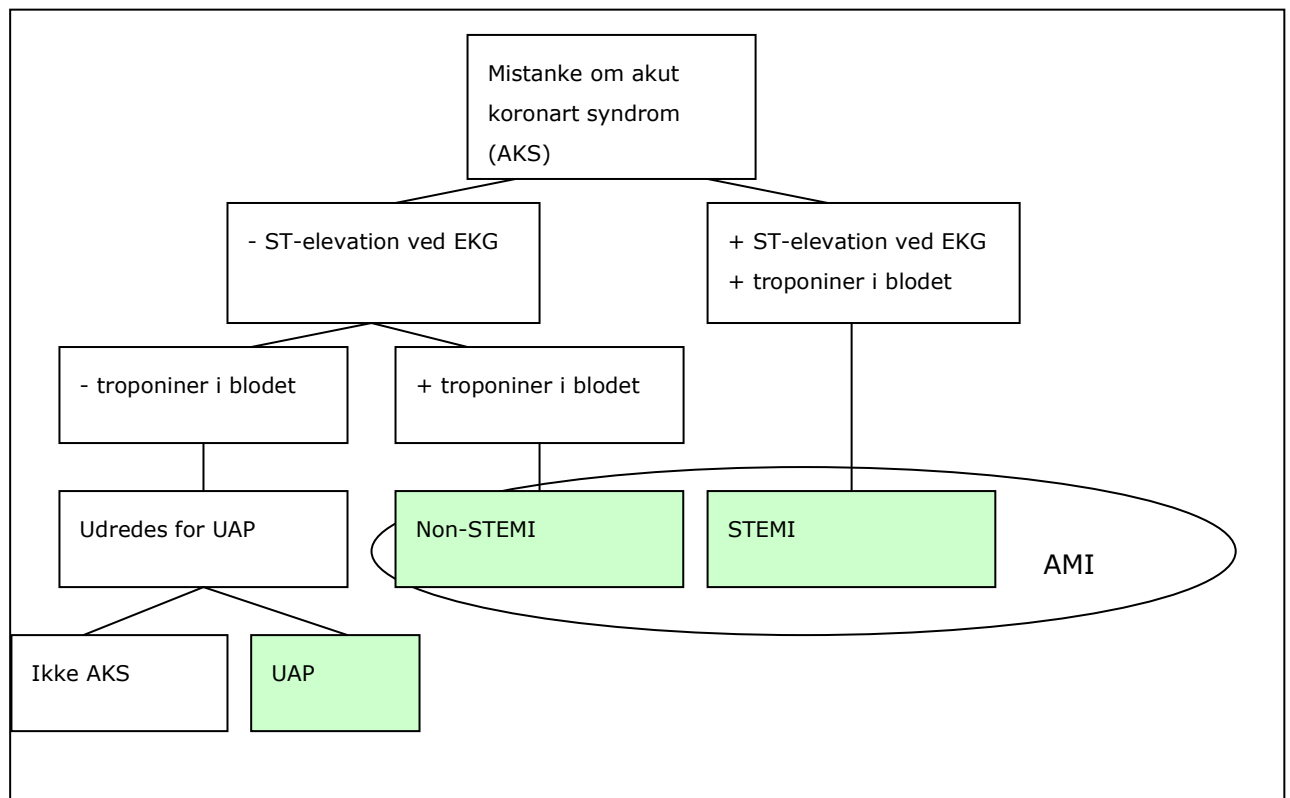 Mistanke om akut
koronart syndrom
(AKS)
- ST-elevation ved EKG
+ ST-elevation ved EKG
+ troponiner i blodet
- troponiner i blodet
+ troponiner i blodet
Udredes for UAP
Non-STEMI
STEMI
AMI
Ikke AKS
UAP